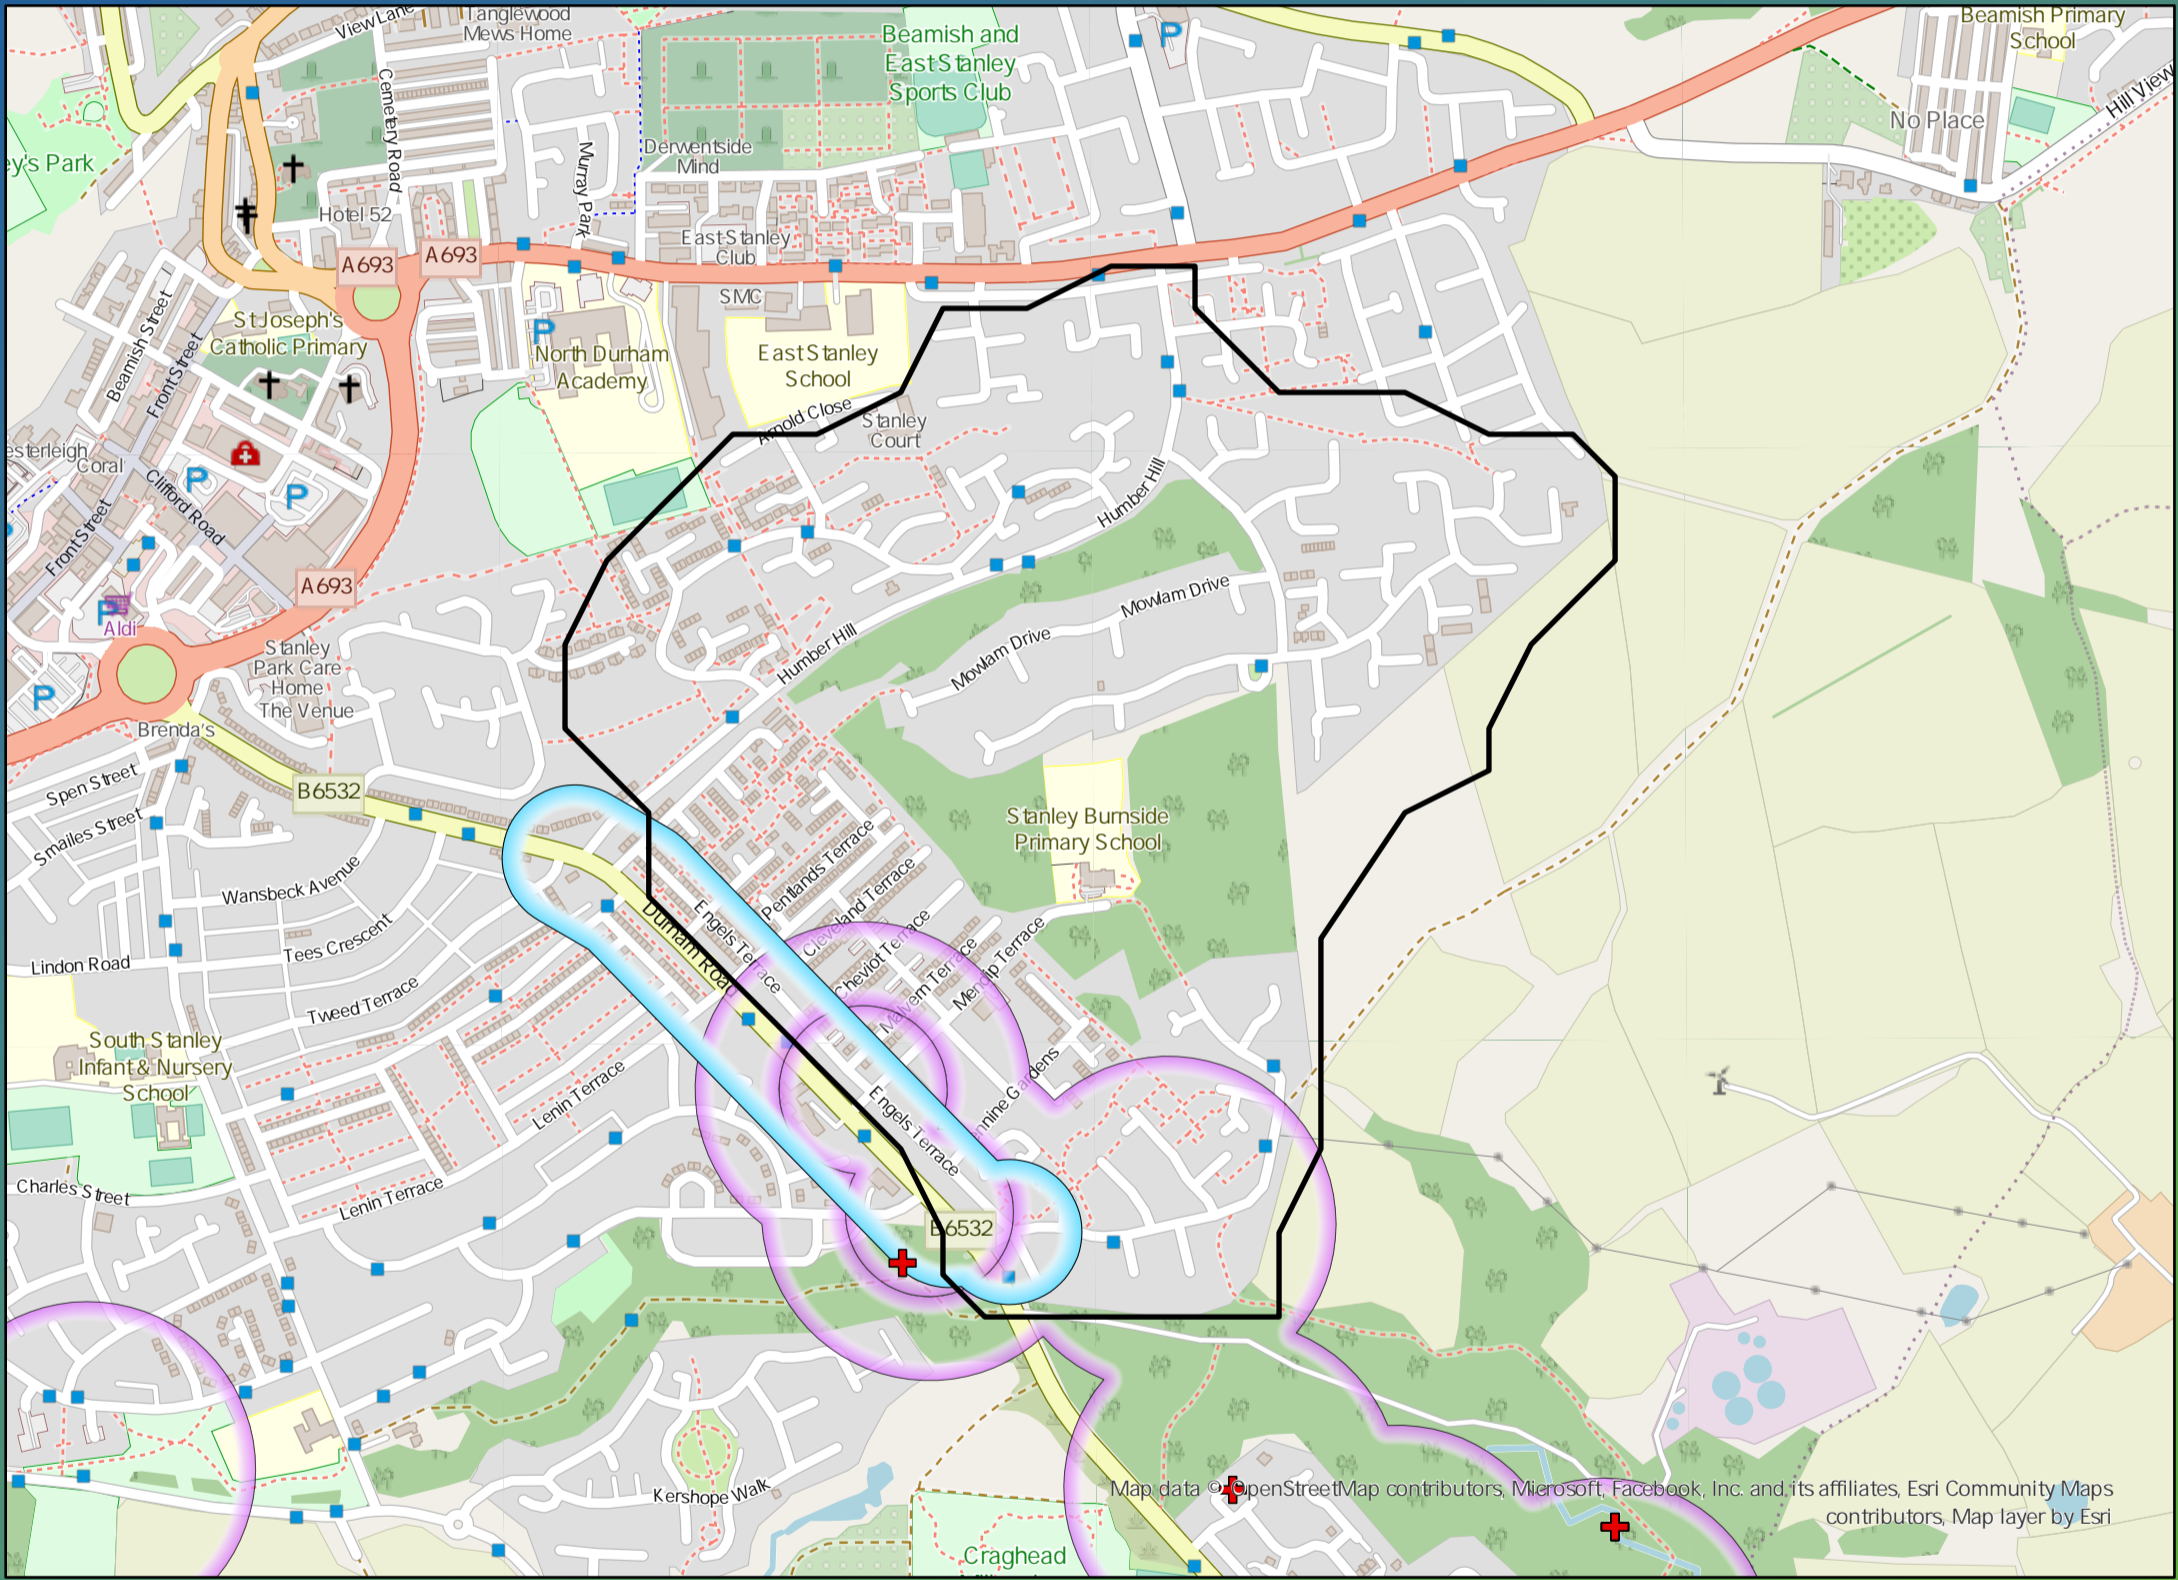 View Lane
Tanglewood
Mews Home
Beamish and
East Stanley
Sports Club
P
Beamish Primary
School
Hill View
No Place
Cemetery Road
Murray Park
Derwentside
Mind
ey's Park
Hotel 52
East Stanley
Club
A693
A693
SMC
St Joseph's
Catholic Primary
P
North Durham
Academy
East Stanley
School
Beamish Street
Front Street
Arnold Close
Stanley
Court
esterleigh
Coral
P
P
Clifford Road
Front Street
Humber Hill
A693
P
Aldi
Mowlam Drive
Mowlam Drive
Humber Hill
Stanley
Park Care
Home
The Venue
P
Brenda's
Spen Street
B6532
Smailes Street
Stanley Burnside
Primary School
Pentlands Terrace
Cleveland Terrace
Wansbeck Avenue
Engels Terrace
Durham Road
Cheviot Terrace
Malvern Terrace
Mendip Terrace
Tees Crescent
Lindon Road
Tweed Terrace
South Stanley
Infant & Nursery
School
Lenin Terrace
Engels Terrace
nnine Gardens
Charles Street
Lenin Terrace
B6532
Kershope Walk
Map data © OpenStreetMap contributors, Microsoft, Facebook, Inc. and its affiliates, Esri Community Maps
contributors, Map layer by Esri
Craghead